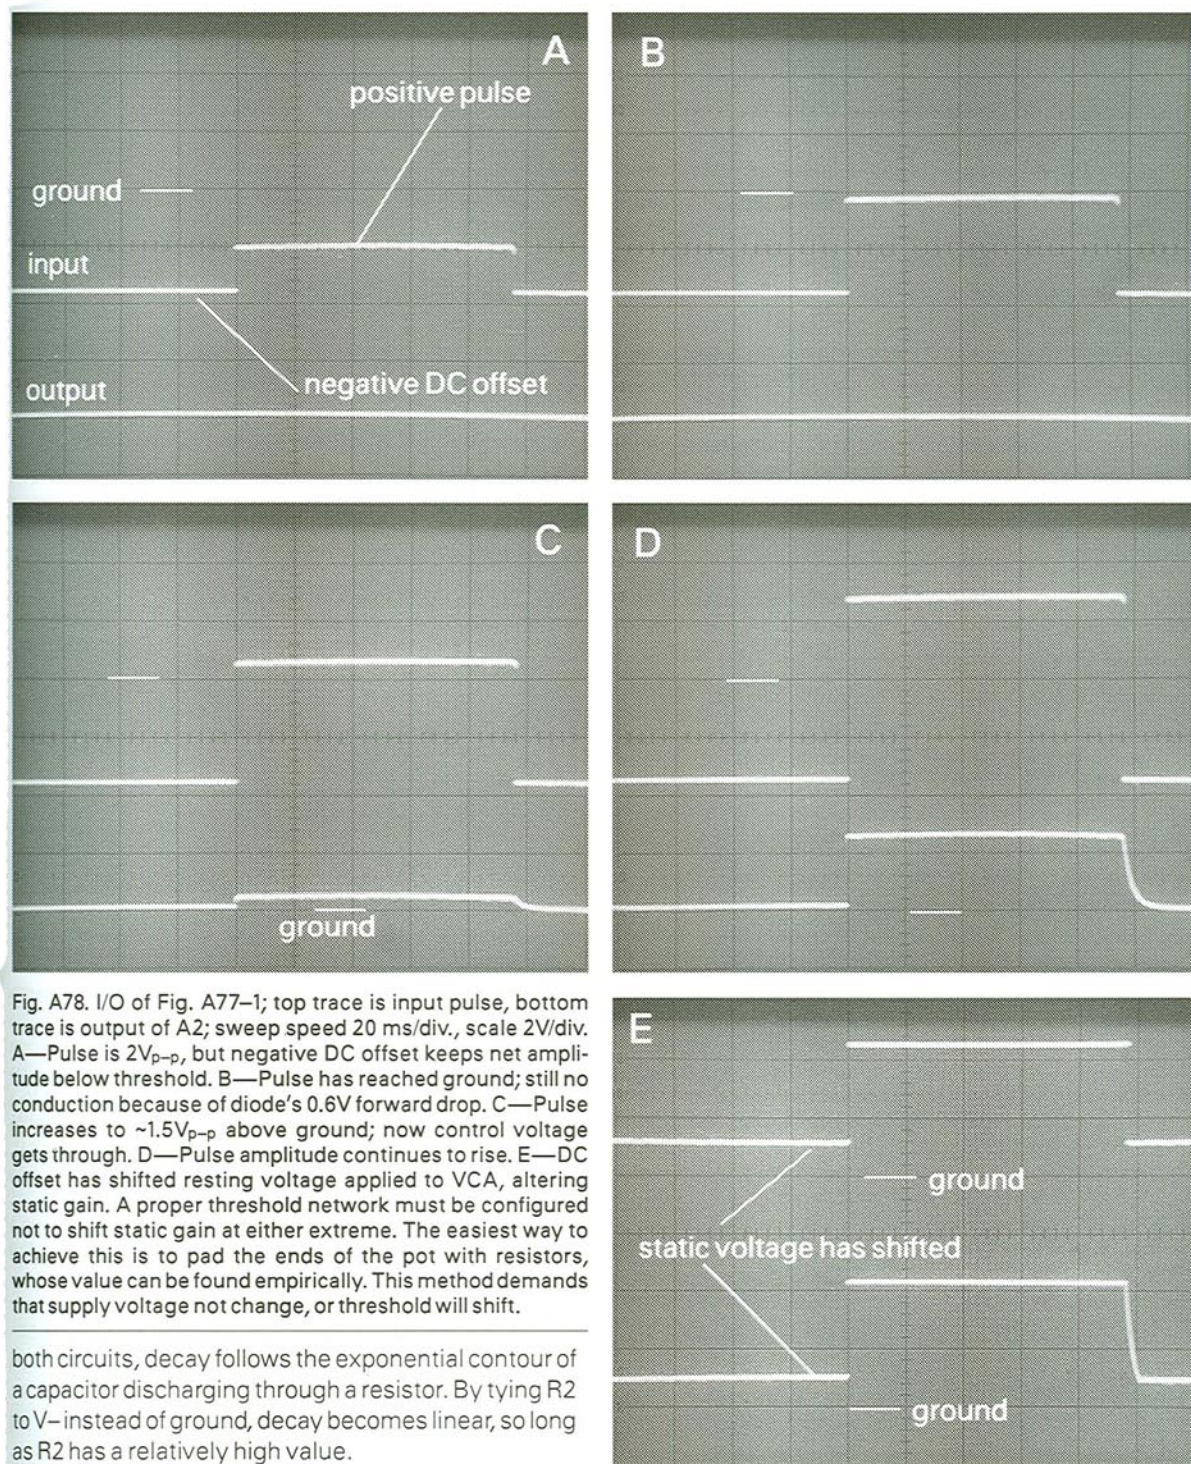 A
positive pulse
ground
input
negative DC offset
output
B
C
ground
D
Fig. A78. I/O of Fig. A77–1; top trace is input pulse, bottom
trace is output of A2; sweep speed 20 ms/div., scale 2V/div.
A—Pulse is 2Vp–p, but negative DC offset keeps net ampli-
tude below threshold. B—Pulse has reached ground; still no
conduction because of diode's 0.6V forward drop. C—Pulse
increases to ~1.5Vp–p above ground; now control voltage
gets through. D—Pulse amplitude continues to rise. E—DC
offset has shifted resting voltage applied to VCA, altering
static gain. A proper threshold network must be configured
not to shift static gain at either extreme. The easiest way to
achieve this is to pad the ends of the pot with resistors,
whose value can be found empirically. This method demands
that supply voltage not change, or threshold will shift.
both circuits, decay follows the exponential contour of
a capacitor discharging through a resistor. By tying R2
to V– instead of ground, decay becomes linear, so long
as R2 has a relatively high value.
E
ground
static voltage has shifted
ground